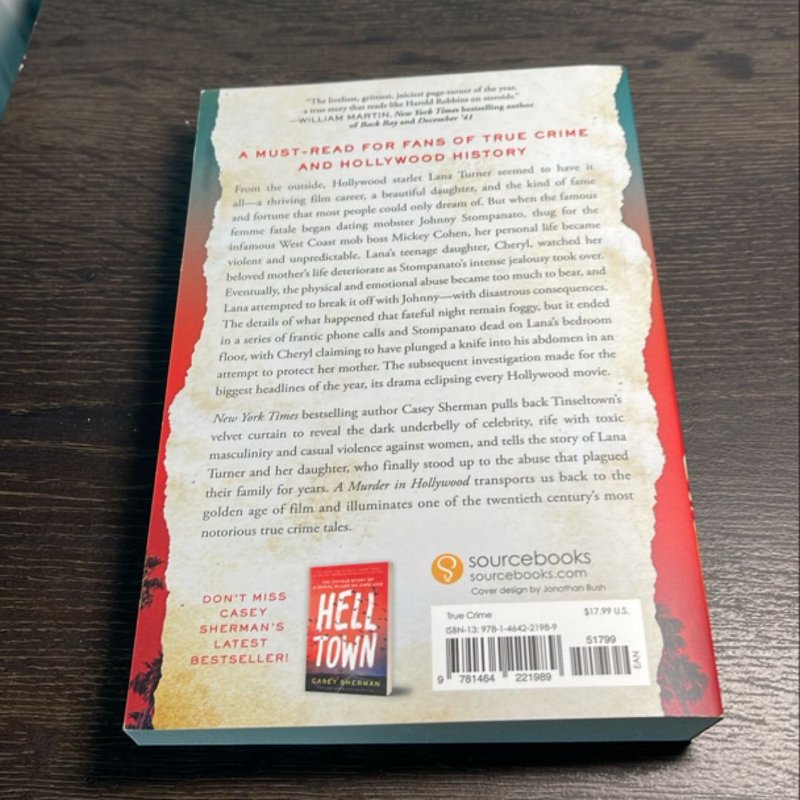 "The liveliest, grittiest, juiciest page-turner of the year,
a true story that reads like Harold Robbins on steroids."
—WILLIAM MARTIN, New York Times bestselling author
of Back Bay and December '41
A MUST-READ FOR FANS OF TRUE CRIME
AND HOLLYWOOD HISTORY
From the outside, Hollywood starlet Lana Turner seemed to have it
all—a thriving film career, a beautiful daughter, and the kind of fame
and fortune that most people could only dream of. But when the famous
femme fatale began dating mobster Johnny Stompanato, thug for the
infamous West Coast mob boss Mickey Cohen, her personal life became
violent and unpredictable. Lana's teenage daughter, Cheryl, watched her
beloved mother's life deteriorate as Stompanato's intense jealousy took over.
Eventually, the physical and emotional abuse became too much to bear, and
Lana attempted to break it off with Johnny—with disastrous consequences.
The details of what happened that fateful night remain foggy, but it ended
in a series of frantic phone calls and Stompanato dead on Lana's bedroom
floor, with Cheryl claiming to have plunged a knife into his abdomen in an
attempt to protect her mother. The subsequent investigation made for the
biggest headlines of the year, its drama eclipsing every Hollywood movie.
New York Times bestselling author Casey Sherman pulls back Tinseltown's
velvet curtain to reveal the dark underbelly of celebrity, rife with toxic
masculinity and casual violence against women, and tells the story of Lana
Turner and her daughter, who finally stood up to the abuse that plagued
their family for years. A Murder in Hollywood transports us back to the
golden age of film and illuminates one of the twentieth century's most
notorious true crime tales.
DON'T MISS
CASEY
SHERMAN'S
LATEST
BESTSELLER!
THE UNTOLD STORY OF
A SERIAL KILLER ON CAPE COD
HELL
TOWN
CASEY SHERMAN
sourcebooks
sourcebooks.com
Cover design by Jonathan Bush
True Crime
$17.99 U.S.
ISBN-13: 978-1-4642-2198-9
51799
9 781464 221989
EAN